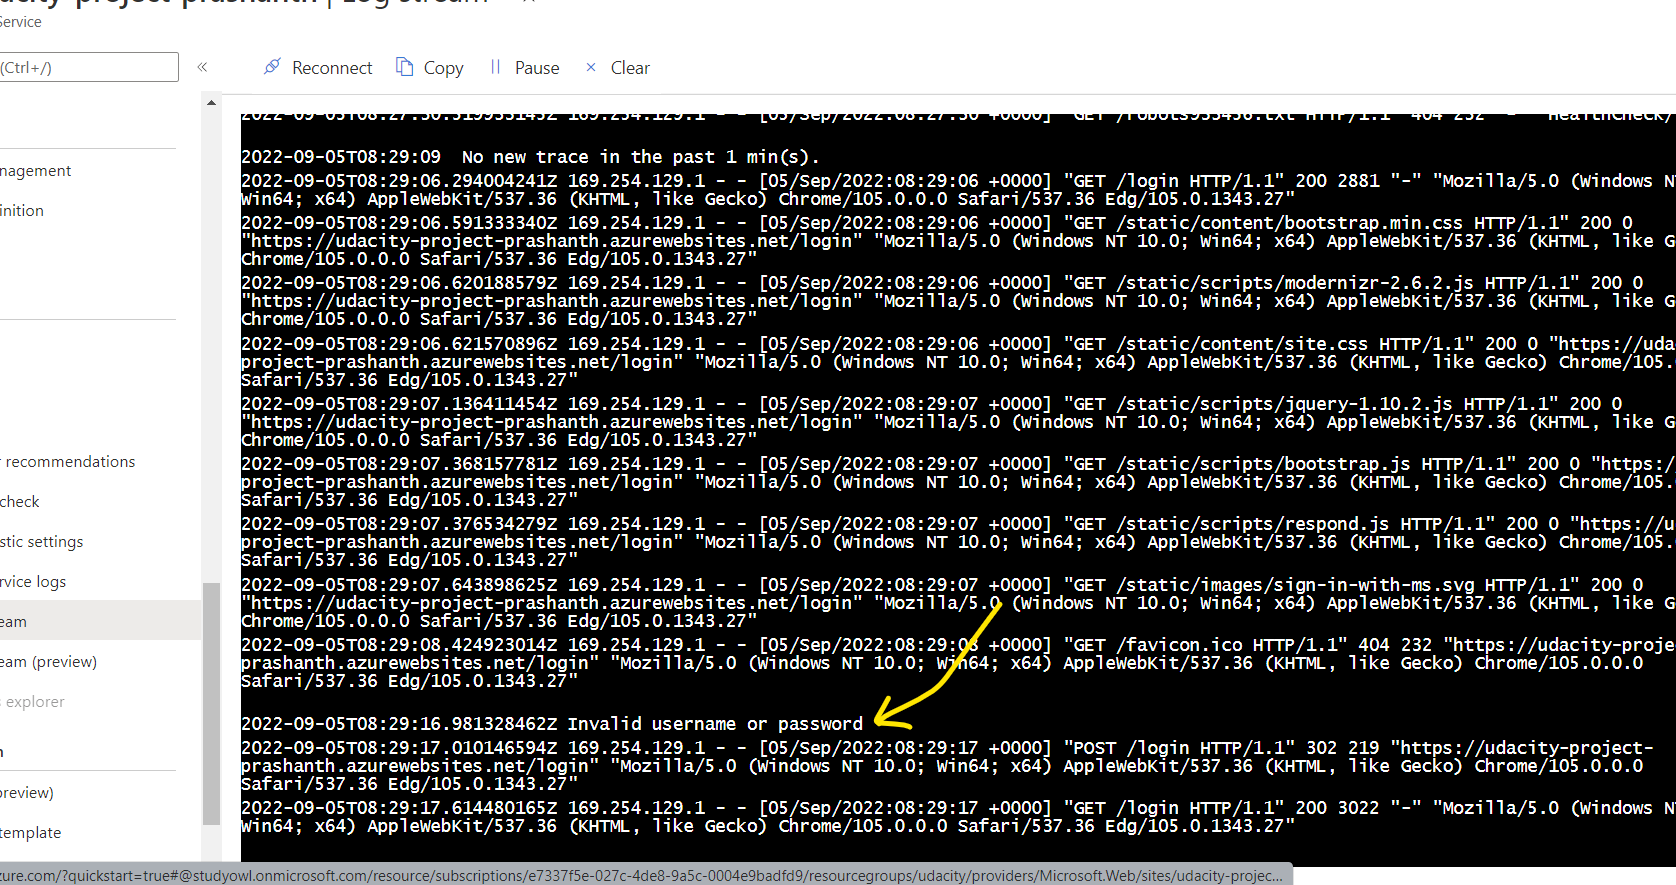 dacity-project-prashanth | Log stream
Service
(Ctrl+/)
«
Reconnect Copy Pause Clear
nagement
inition
r recommendations
check
stic settings
rvice logs
eam
eam (preview)
s explorer
n
preview)
template
2022-09-05T08:27:30.519953145Z 169.254.129.1 - - [05/Sep/2022:08:27:30 +0000] "GET /robots933456.txt HTTP/1.1" 404 232 "-" "HealthCheck/
2022-09-05T08:29:09  No new trace in the past 1 min(s).
2022-09-05T08:29:06.294004241Z 169.254.129.1 - - [05/Sep/2022:08:29:06 +0000] "GET /login HTTP/1.1" 200 2881 "-" "Mozilla/5.0 (Windows N
Win64; x64) AppleWebKit/537.36 (KHTML, like Gecko) Chrome/105.0.0.0 Safari/537.36 Edg/105.0.1343.27"
2022-09-05T08:29:06.591333340Z 169.254.129.1 - - [05/Sep/2022:08:29:06 +0000] "GET /static/content/bootstrap.min.css HTTP/1.1" 200 0
"https://udacity-project-prashanth.azurewebsites.net/login" "Mozilla/5.0 (Windows NT 10.0; Win64; x64) AppleWebKit/537.36 (KHTML, like G
Chrome/105.0.0.0 Safari/537.36 Edg/105.0.1343.27"
2022-09-05T08:29:06.620188579Z 169.254.129.1 - - [05/Sep/2022:08:29:06 +0000] "GET /static/scripts/modernizr-2.6.2.js HTTP/1.1" 200 0
"https://udacity-project-prashanth.azurewebsites.net/login" "Mozilla/5.0 (Windows NT 10.0; Win64; x64) AppleWebKit/537.36 (KHTML, like G
Chrome/105.0.0.0 Safari/537.36 Edg/105.0.1343.27"
2022-09-05T08:29:06.621570896Z 169.254.129.1 - - [05/Sep/2022:08:29:06 +0000] "GET /static/content/site.css HTTP/1.1" 200 0 "https://uda
project-prashanth.azurewebsites.net/login" "Mozilla/5.0 (Windows NT 10.0; Win64; x64) AppleWebKit/537.36 (KHTML, like Gecko) Chrome/105.
Safari/537.36 Edg/105.0.1343.27"
2022-09-05T08:29:07.136411454Z 169.254.129.1 - - [05/Sep/2022:08:29:07 +0000] "GET /static/scripts/jquery-1.10.2.js HTTP/1.1" 200 0
"https://udacity-project-prashanth.azurewebsites.net/login" "Mozilla/5.0 (Windows NT 10.0; Win64; x64) AppleWebKit/537.36 (KHTML, like G
Chrome/105.0.0.0 Safari/537.36 Edg/105.0.1343.27"
2022-09-05T08:29:07.368157781Z 169.254.129.1 - - [05/Sep/2022:08:29:07 +0000] "GET /static/scripts/bootstrap.js HTTP/1.1" 200 0 "https:/
project-prashanth.azurewebsites.net/login" "Mozilla/5.0 (Windows NT 10.0; Win64; x64) AppleWebKit/537.36 (KHTML, like Gecko) Chrome/105.
Safari/537.36 Edg/105.0.1343.27"
2022-09-05T08:29:07.376534279Z 169.254.129.1 - - [05/Sep/2022:08:29:07 +0000] "GET /static/scripts/respond.js HTTP/1.1" 200 0 "https://u
project-prashanth.azurewebsites.net/login" "Mozilla/5.0 (Windows NT 10.0; Win64; x64) AppleWebKit/537.36 (KHTML, like Gecko) Chrome/105.
Safari/537.36 Edg/105.0.1343.27"
2022-09-05T08:29:07.643898625Z 169.254.129.1 - - [05/Sep/2022:08:29:07 +0000] "GET /static/images/sign-in-with-ms.svg HTTP/1.1" 200 0
"https://udacity-project-prashanth.azurewebsites.net/login" "Mozilla/5.0 (Windows NT 10.0; Win64; x64) AppleWebKit/537.36 (KHTML, like G
Chrome/105.0.0.0 Safari/537.36 Edg/105.0.1343.27"
2022-09-05T08:29:08.424923014Z 169.254.129.1 - - [05/Sep/2022:08:29:08 +0000] "GET /favicon.ico HTTP/1.1" 404 232 "https://udacity-proje
prashanth.azurewebsites.net/login" "Mozilla/5.0 (Windows NT 10.0; Win64; x64) AppleWebKit/537.36 (KHTML, like Gecko) Chrome/105.0.0.0
Safari/537.36 Edg/105.0.1343.27"
2022-09-05T08:29:16.981328462Z Invalid username or password
2022-09-05T08:29:17.010146594Z 169.254.129.1 - - [05/Sep/2022:08:29:17 +0000] "POST /login HTTP/1.1" 302 219 "https://udacity-project-
prashanth.azurewebsites.net/login" "Mozilla/5.0 (Windows NT 10.0; Win64; x64) AppleWebKit/537.36 (KHTML, like Gecko) Chrome/105.0.0.0
Safari/537.36 Edg/105.0.1343.27"
2022-09-05T08:29:17.614480165Z 169.254.129.1 - - [05/Sep/2022:08:29:17 +0000] "GET /login HTTP/1.1" 200 3022 "-" "Mozilla/5.0 (Windows N
Win64; x64) AppleWebKit/537.36 (KHTML, like Gecko) Chrome/105.0.0.0 Safari/537.36 Edg/105.0.1343.27"
zure.com/?quickstart=true#@studyowl.onmicrosoft.com/resource/subscriptions/e7337f5e-027c-4de8-9a5c-0004e9badfd9/resourcegroups/udacity/providers/Microsoft.Web/sites/udacity-projec...